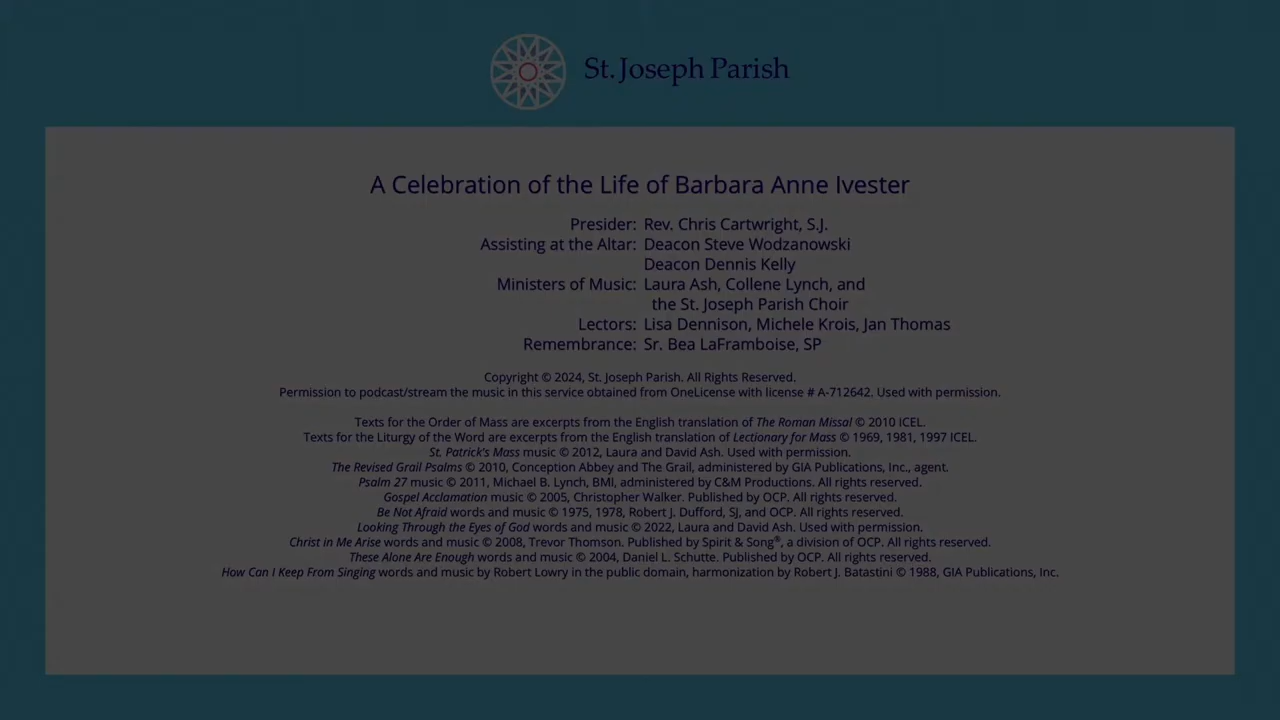 St. Joseph Parish
A Celebration of the Life of Barbara Anne Ivester
Presider: Rev. Chris Cartwright, S.J.
Assisting at the Altar: Deacon Steve Wodzanowski
Deacon Dennis Kelly
Ministers of Music: Laura Ash, Collene Lynch, and
the St. Joseph Parish Choir
Lectors: Lisa Dennison, Michele Krois, Jan Thomas
Remembrance: Sr. Bea LaFramboise, SP
Copyright © 2024, St. Joseph Parish. All Rights Reserved.
Permission to podcast/stream the music in this service obtained from OneLicense with license # A-712642. Used with permission.
Texts for the Order of Mass are excerpts from the English translation of The Roman Missal © 2010 ICEL.
Texts for the Liturgy of the Word are excerpts from the English translation of Lectionary for Mass © 1969, 1981, 1997 ICEL.
St. Patrick's Mass music © 2012, Laura and David Ash. Used with permission.
The Revised Grail Psalms © 2010, Conception Abbey and The Grail, administered by GIA Publications, Inc., agent.
Psalm 27 music © 2011, Michael B. Lynch, BMI, administered by C&M Productions. All rights reserved.
Gospel Acclamation music © 2005, Christopher Walker. Published by OCP. All rights reserved.
Be Not Afraid words and music © 1975, 1978, Robert J. Dufford, SJ, and OCP. All rights reserved.
Looking Through the Eyes of God words and music © 2022, Laura and David Ash. Used with permission.
Christ in Me Arise words and music © 2008, Trevor Thomson. Published by Spirit & Song®, a division of OCP. All rights reserved.
These Alone Are Enough words and music © 2004, Daniel L. Schutte. Published by OCP. All rights reserved.
How Can I Keep From Singing words and music by Robert Lowry in the public domain, harmonization by Robert J. Batastini © 1988, GIA Publications, Inc.